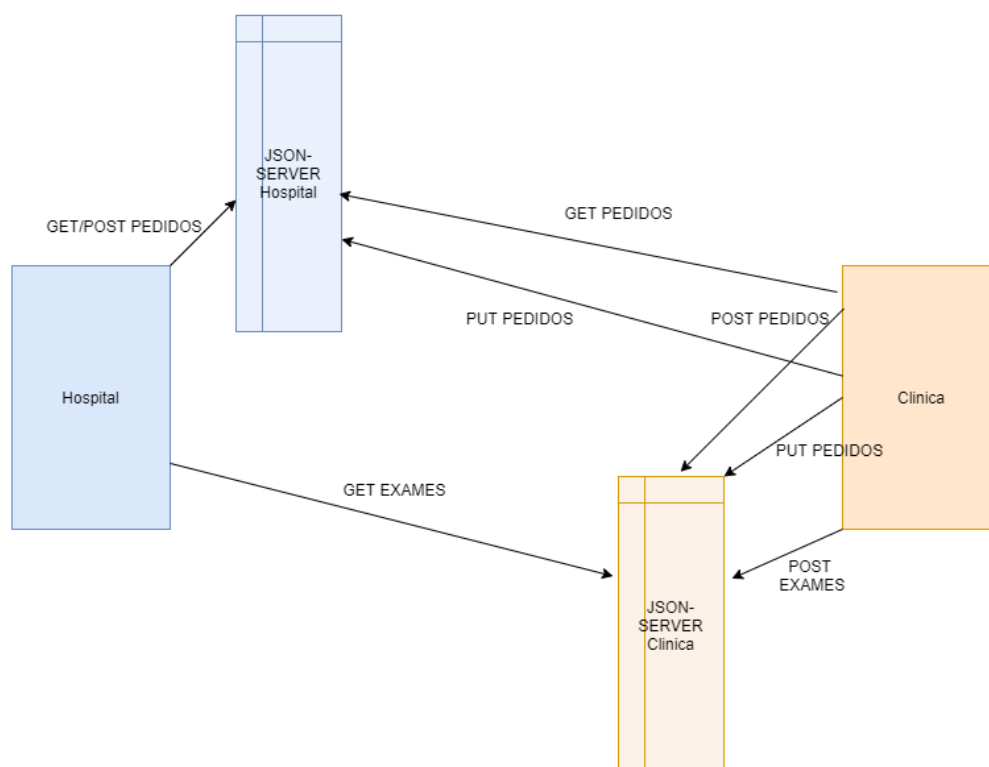 JSON-
SERVER
Hospital
GET/POST PEDIDOS
GET PEDIDOS
PUT PEDIDOS
POST PEDIDOS
Hospital
Clinica
PUT PEDIDOS
GET EXAMES
POST
EXAMES
JSON-
SERVER
Clinica